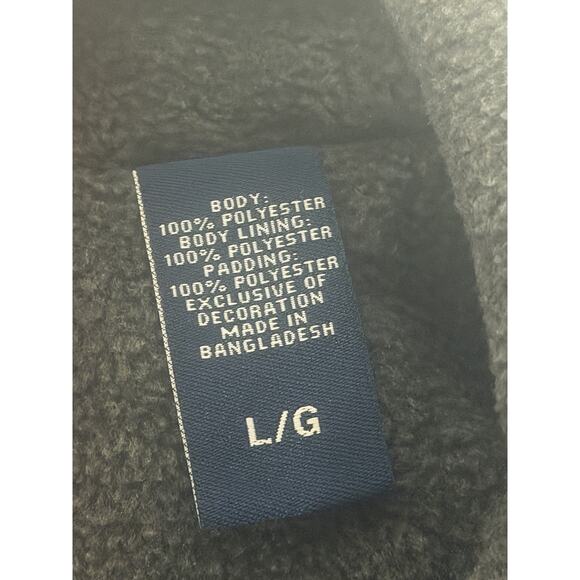 BODY:
100% POLYESTER
BODY LINING:
100% POLYESTER
PADDING:
100% POLYESTER
EXCLUSIVE OF
DECORATION
MADE IN
BANGLADESH
L/G